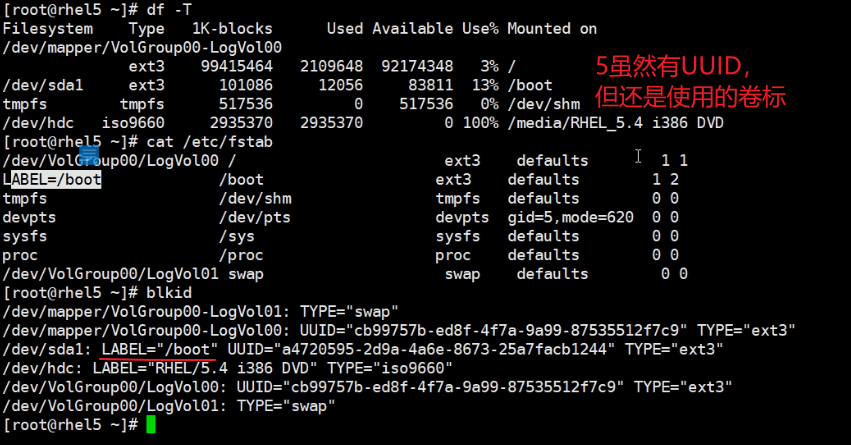 [root@rhel5 ~]# df -T
Filesystem    Type   1K-blocks      Used Available Use% Mounted on
/dev/mapper/VolGroup00-LogVol00
              ext3    99415464   2109648  92174348   3% /
/dev/sda1     ext3      101086     12056     83811  13% /boot
tmpfs        tmpfs      517536         0    517536   0% /dev/shm
/dev/hdc   iso9660     2935370   2935370         0 100% /media/RHEL_5.4 i386 DVD
5虽然有UUID，
但还是使用的卷标
[root@rhel5 ~]# cat /etc/fstab
/dev/VolGroup00/LogVol00 /                       ext3    defaults        1 1
LABEL=/boot             /boot                   ext3    defaults        1 2
tmpfs                   /dev/shm                tmpfs   defaults        0 0
devpts                  /dev/pts                devpts  gid=5,mode=620  0 0
sysfs                   /sys                    sysfs   defaults        0 0
proc                    /proc                   proc    defaults        0 0
/dev/VolGroup00/LogVol01 swap                    swap    defaults        0 0
[root@rhel5 ~]# blkid
/dev/mapper/VolGroup00-LogVol01: TYPE="swap"
/dev/mapper/VolGroup00-LogVol00: UUID="cb99757b-ed8f-4f7a-9a99-87535512f7c9" TYPE="ext3"
/dev/sda1: LABEL="/boot" UUID="a4720595-2d9a-4a6e-8673-25a7facb1244" TYPE="ext3"
/dev/hdc: LABEL="RHEL/5.4 i386 DVD" TYPE="iso9660"
/dev/VolGroup00/LogVol00: UUID="cb99757b-ed8f-4f7a-9a99-87535512f7c9" TYPE="ext3"
/dev/VolGroup00/LogVol01: TYPE="swap"
[root@rhel5 ~]#